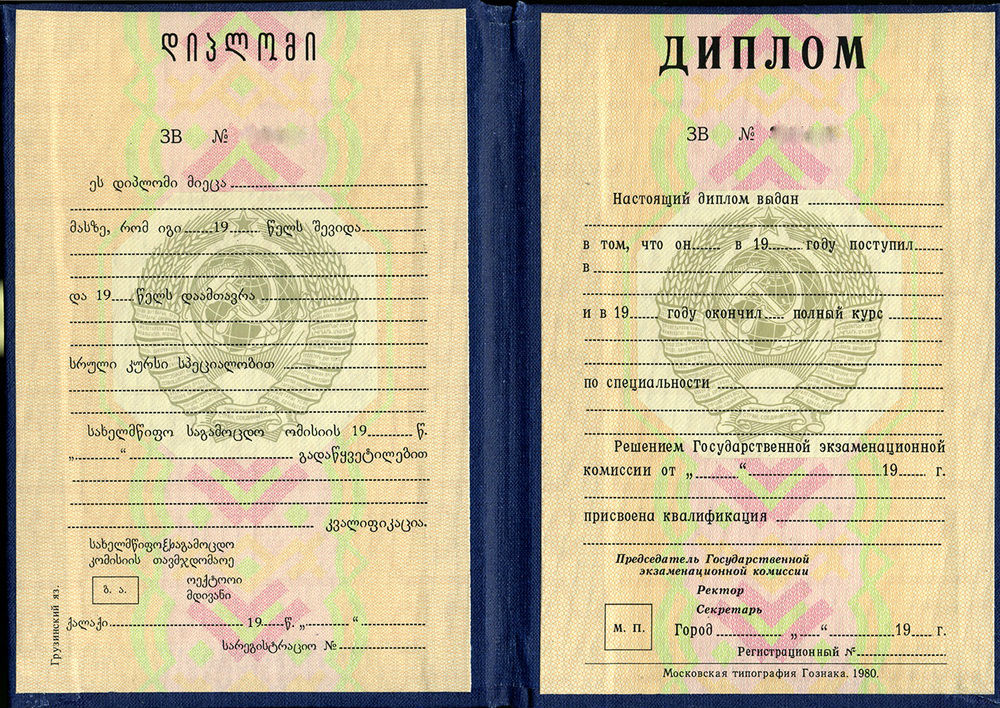 დიპლომი
ЗВ №
ეს დიპლომი მიეცა
მასზე, რომ იგი 19 წელს შევიდა
და 19 წელს დაამთავრა
სრული კურსი სპეციალობით
სახელმწიფო საგამოცდო ომისიის 19 წ.
„ “ გადაწყვეტილებით
კვალიფიკაცია.
სახელმწიფო საგამოცდო
კომისიის თავმჯდომაოე
ოექტოოი
მდივანი
ბ. ა.
ქალაქი 19 წ. „ “
სარეგისტრაციო №
Грузинский яз.
ДИПЛОМ
ЗВ №
Настоящий диплом выдан
в том, что он в 19 году поступил
в
и в 19 году окончил полный курс
по специальности
Решением Государственной экзаменационной
комиссии от „ “ 19 г.
присвоена квалификация
Председатель Государственной
экзаменационной комиссии
Ректор
Секретарь
М. П.
Город „ “ 19 г.
Регистрационный №
Московская типография Гознака. 1980.